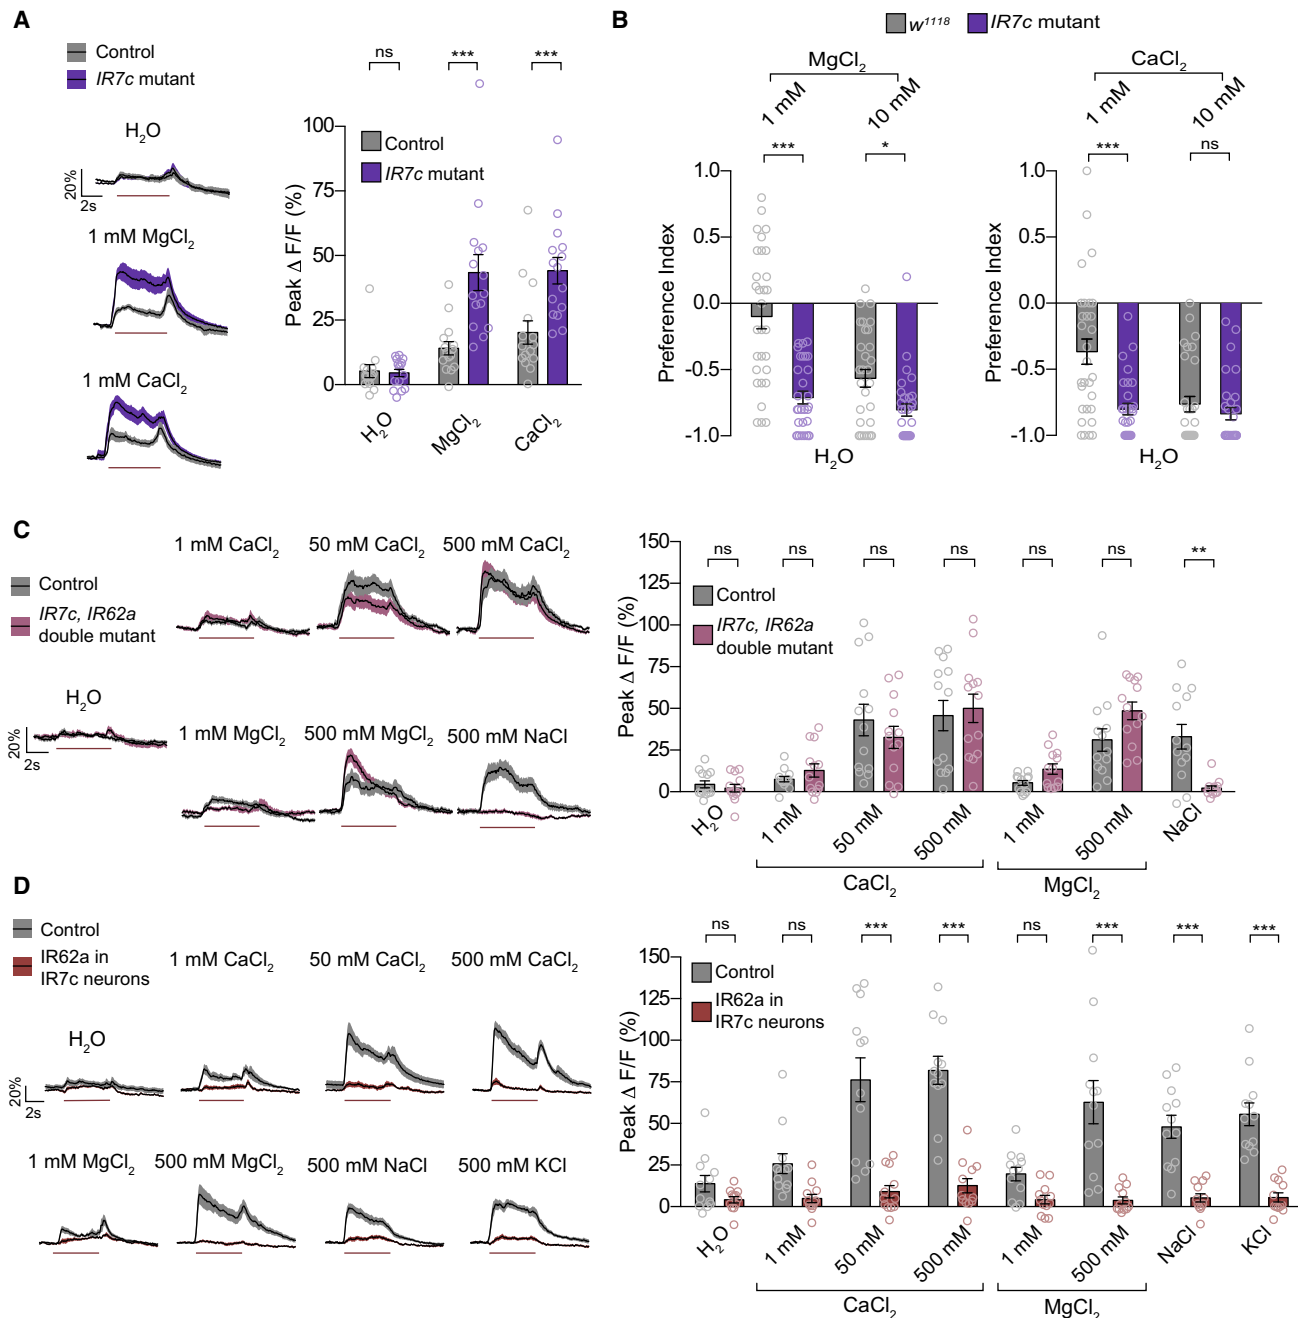 A
Control
IR7c mutant
H2O
20%
2s
1 mM MgCl2
1 mM CaCl2
ns
***
***
Control
IR7c mutant
Peak Δ F/F (%)
100
75
50
25
0
H2O
MgCl2
CaCl2
B
w1118
IR7c mutant
MgCl2
1 mM
10 mM
***
*
Preference Index
1.0
0.5
0.0
-0.5
-1.0
H2O
CaCl2
1 mM
10 mM
***
ns
Preference Index
1.0
0.5
0.0
-0.5
-1.0
H2O
C
Control
IR7c, IR62a
double mutant
1 mM CaCl2
50 mM CaCl2
500 mM CaCl2
H2O
20%
2s
1 mM MgCl2
500 mM MgCl2
500 mM NaCl
ns
ns
ns
ns
ns
ns
**
Control
IR7c, IR62a
double mutant
Peak Δ F/F (%)
150
125
100
75
50
25
0
H2O
1 mM
50 mM
500 mM
1 mM
500 mM
NaCl
CaCl2
MgCl2
D
Control
IR62a in
IR7c neurons
1 mM CaCl2
50 mM CaCl2
500 mM CaCl2
H2O
20%
2s
1 mM MgCl2
500 mM MgCl2
500 mM NaCl
500 mM KCl
ns
ns
***
***
ns
***
***
***
Control
IR62a in
IR7c neurons
Peak Δ F/F (%)
150
125
100
75
50
25
0
H2O
1 mM
50 mM
500 mM
1 mM
500 mM
NaCl
KCl
CaCl2
MgCl2